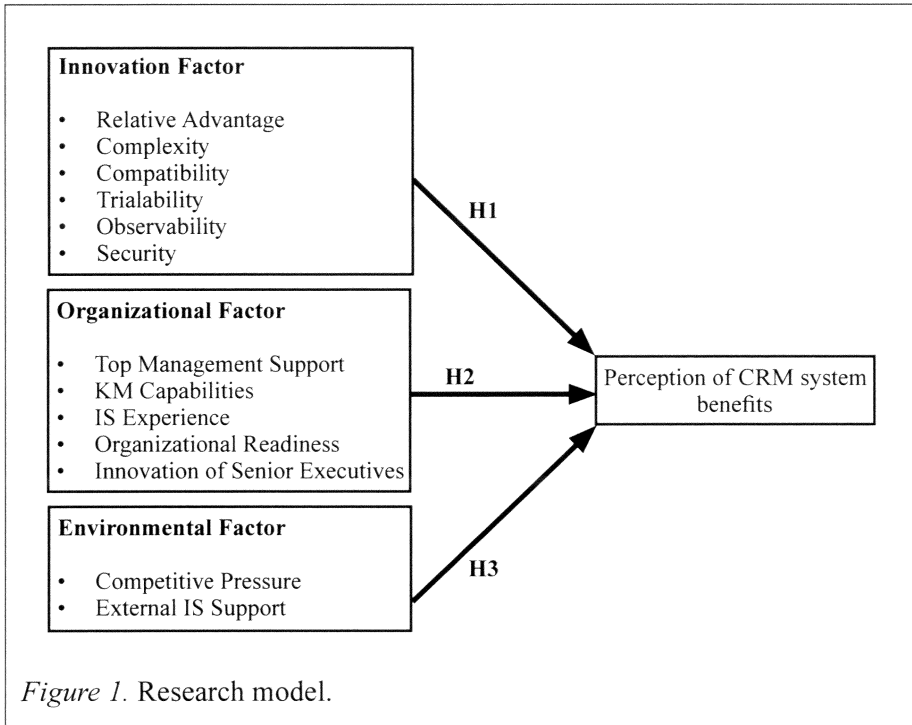 Innovation Factor
• Relative Advantage
• Complexity
• Compatibility
• Trialability
• Observability
• Security
H1
Organizational Factor
• Top Management Support
• KM Capabilities
• IS Experience
• Organizational Readiness
• Innovation of Senior Executives
H2
Perception of CRM system
benefits
Environmental Factor
• Competitive Pressure
• External IS Support
H3
Figure 1. Research model.